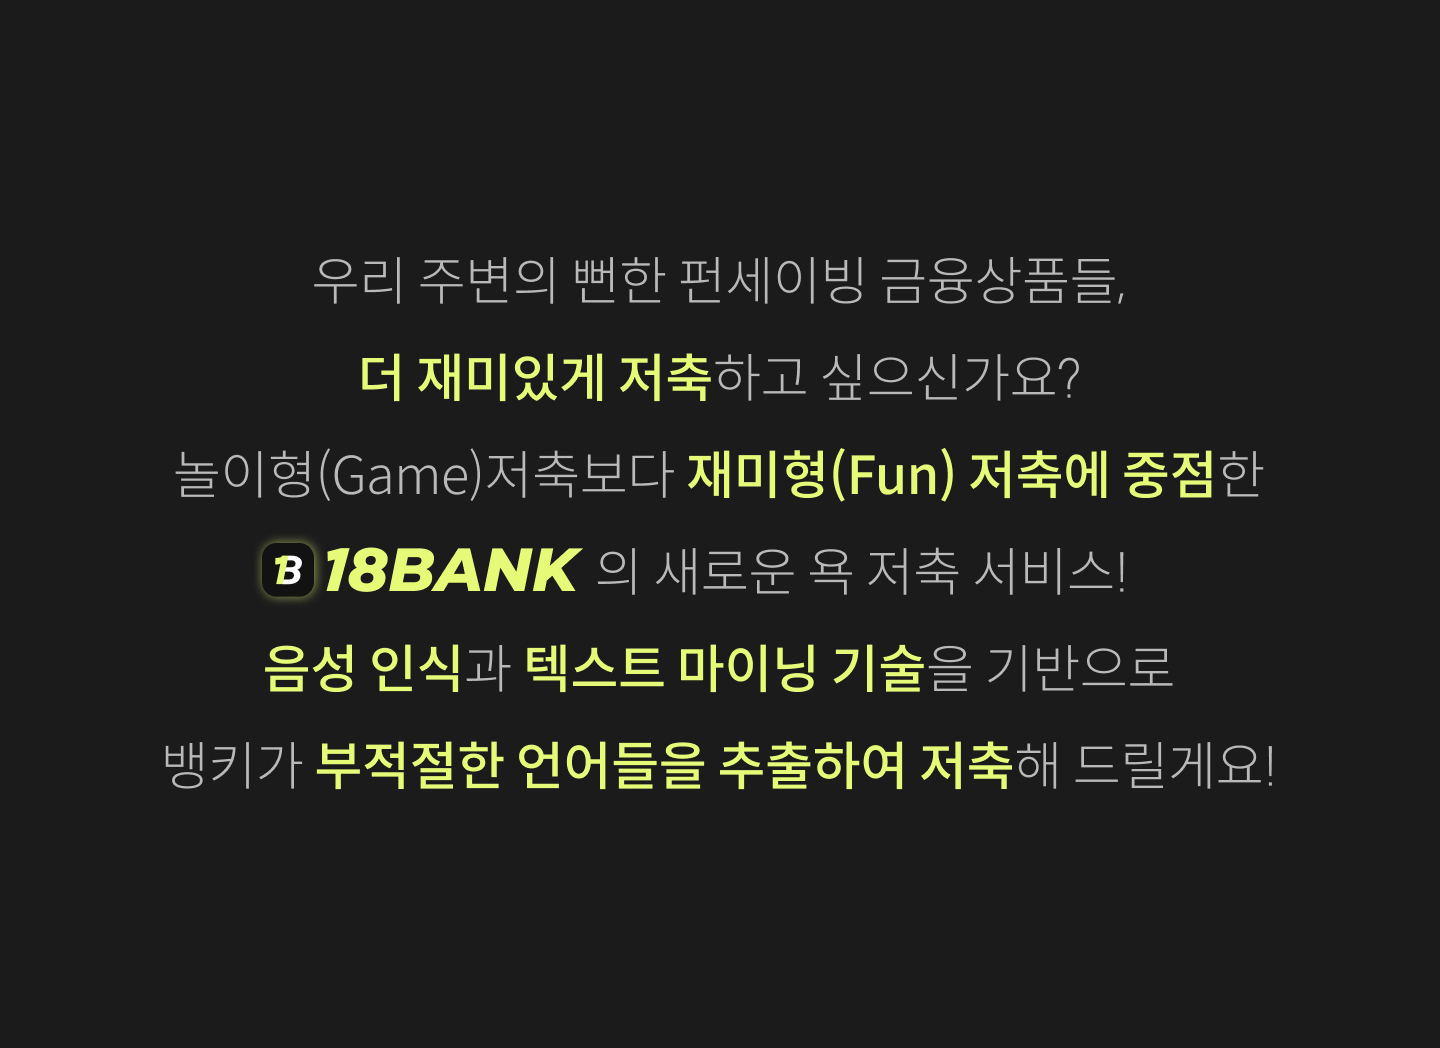 우리 주변의 뻔한 펀세이빙 금융상품들,
더 재미있게 저축하고 싶으신가요?
놀이형(Game)저축보다 재미형(Fun) 저축에 중점한
B 18BANK 의 새로운 욕 저축 서비스!
음성 인식과 텍스트 마이닝 기술을 기반으로
뱅키가 부적절한 언어들을 추출하여 저축해 드릴게요!